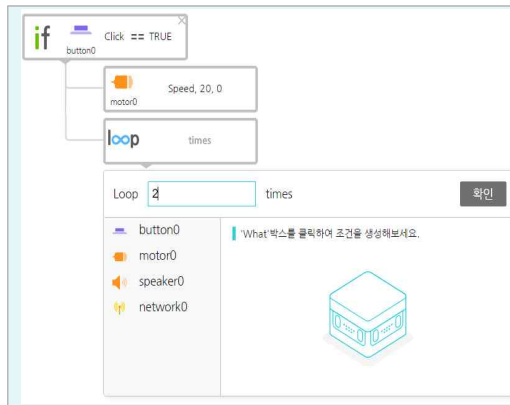 if button0 Click == TRUE
motor0 Speed, 20, 0
loop times
Loop 2 times 확인
button0
motor0
speaker0
network0
'What'박스를 클릭하여 조건을 생성해보세요.